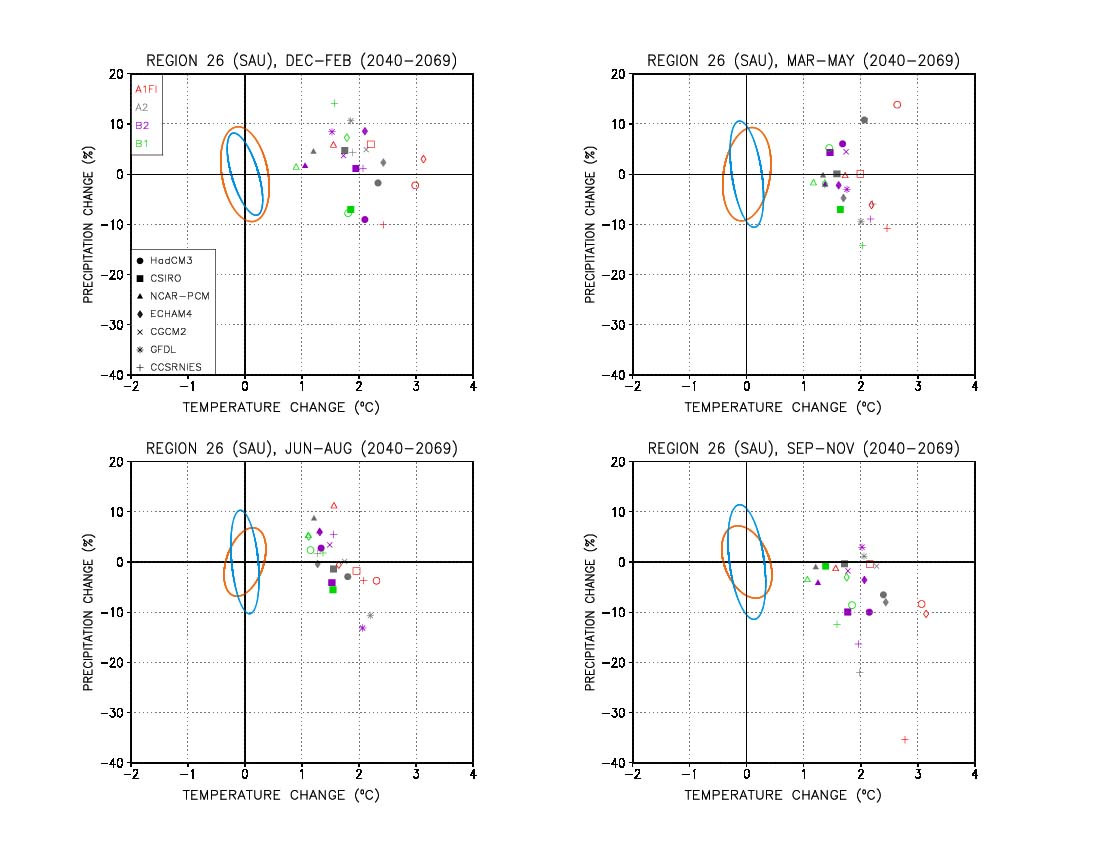 REGION 26 (SAU), DEC-FEB (2040-2069)
20
10
0
-10
-20
-30
-40
PRECIPITATION CHANGE (%)
A1FI
A2
B2
B1
HadCM3
CSIRO
NCAR-PCM
ECHAM4
CGCM2
GFDL
CCSRNIES
-2 -1 0 1 2 3 4
TEMPERATURE CHANGE (ºC)
REGION 26 (SAU), MAR-MAY (2040-2069)
20
10
0
-10
-20
-30
-40
PRECIPITATION CHANGE (%)
-2 -1 0 1 2 3 4
TEMPERATURE CHANGE (ºC)
REGION 26 (SAU), JUN-AUG (2040-2069)
20
10
0
-10
-20
-30
-40
PRECIPITATION CHANGE (%)
-2 -1 0 1 2 3 4
TEMPERATURE CHANGE (ºC)
REGION 26 (SAU), SEP-NOV (2040-2069)
20
10
0
-10
-20
-30
-40
PRECIPITATION CHANGE (%)
-2 -1 0 1 2 3 4
TEMPERATURE CHANGE (ºC)